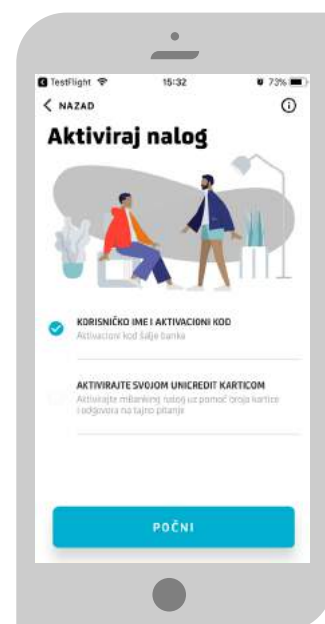 TestFlight 15:32 73%
NAZAD
Aktiviraj nalog
KORISNIČKO IME I AKTIVACIONI KOD
Aktivacioni kod šalje banka
AKTIVIRAJTE SVOJOM UNICREDIT KARTICOM
Aktivirajte mBanking nalog uz pomoć broja kartice
i odgovora na tajno pitanje
POČNI